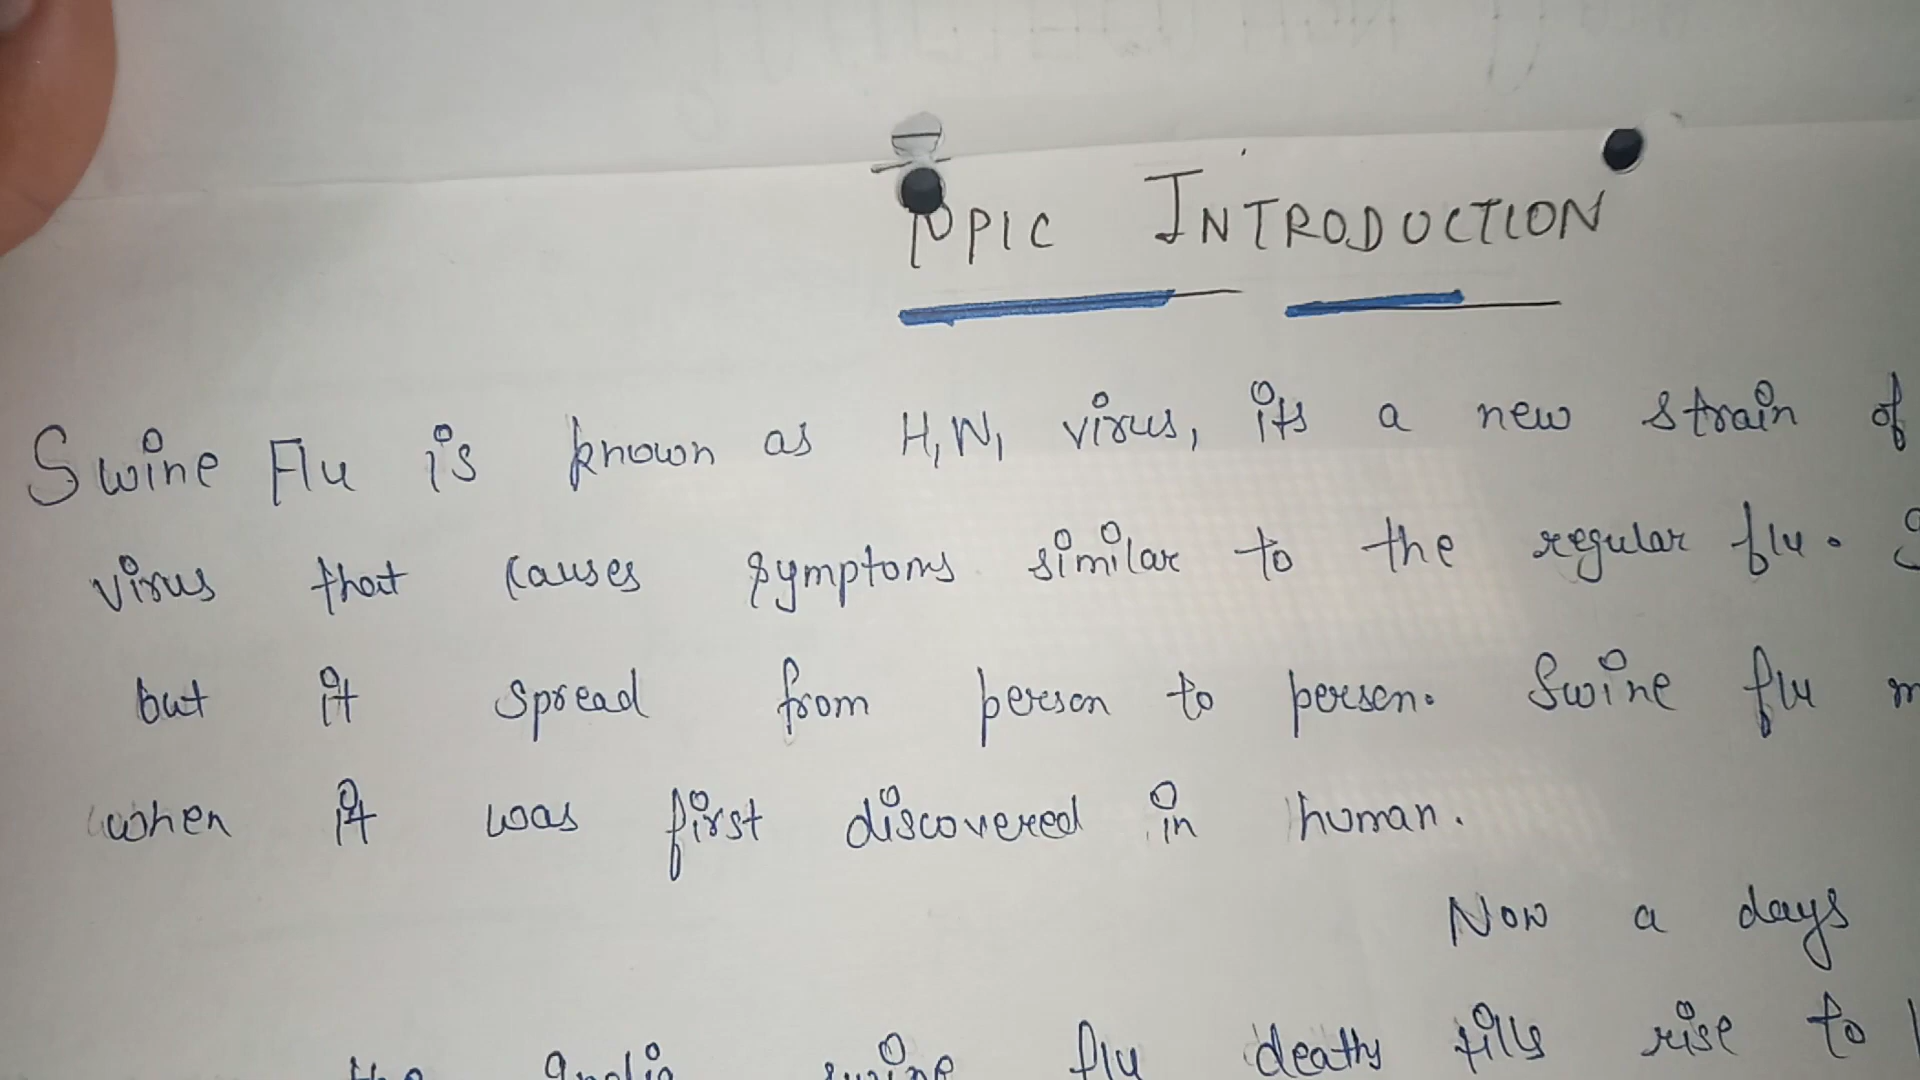 TOPIC INTRODUCTION
Swine Flu is known as H1N1 virus, its a new strain of
virus that causes symptoms similar to the regular flu.
but it spread from person to person. Swine flu
when it was first discovered in human.
Now a days
swine flu deaths tills rise to